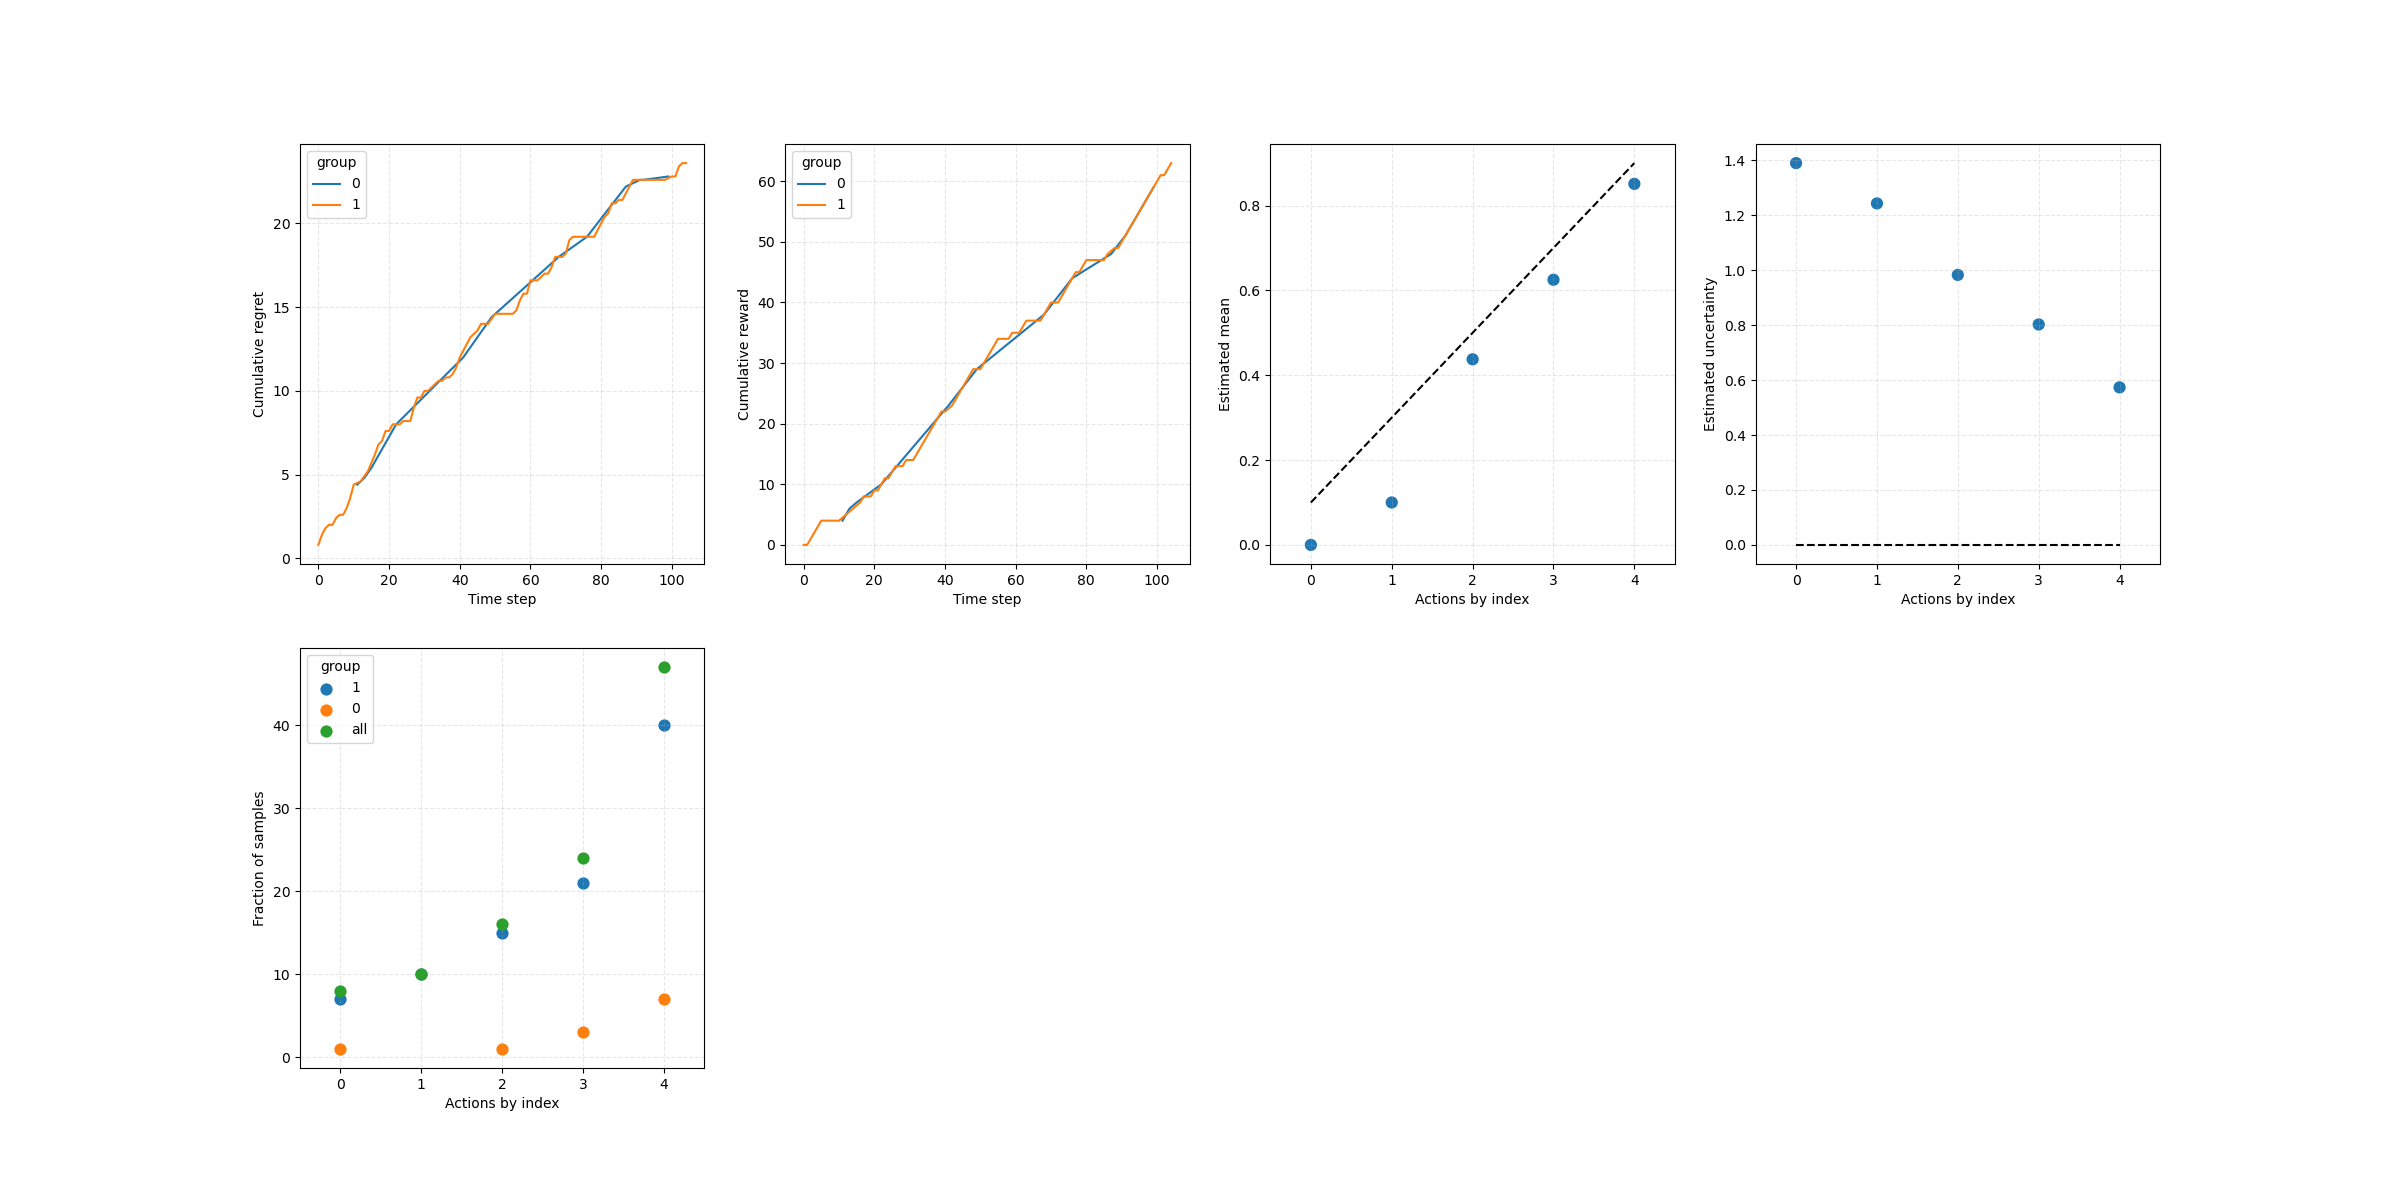 group
0
1
Cumulative regret
20
15
10
5
0
0 20 40 60 80 100
Time step
group
0
1
Cumulative reward
60
50
40
30
20
10
0
0 20 40 60 80 100
Time step
Estimated mean
0.8
0.6
0.4
0.2
0.0
0 1 2 3 4
Actions by index
Estimated uncertainty
1.4
1.2
1.0
0.8
0.6
0.4
0.2
0.0
0 1 2 3 4
Actions by index
group
1
0
all
Fraction of samples
40
30
20
10
0
0 1 2 3 4
Actions by index